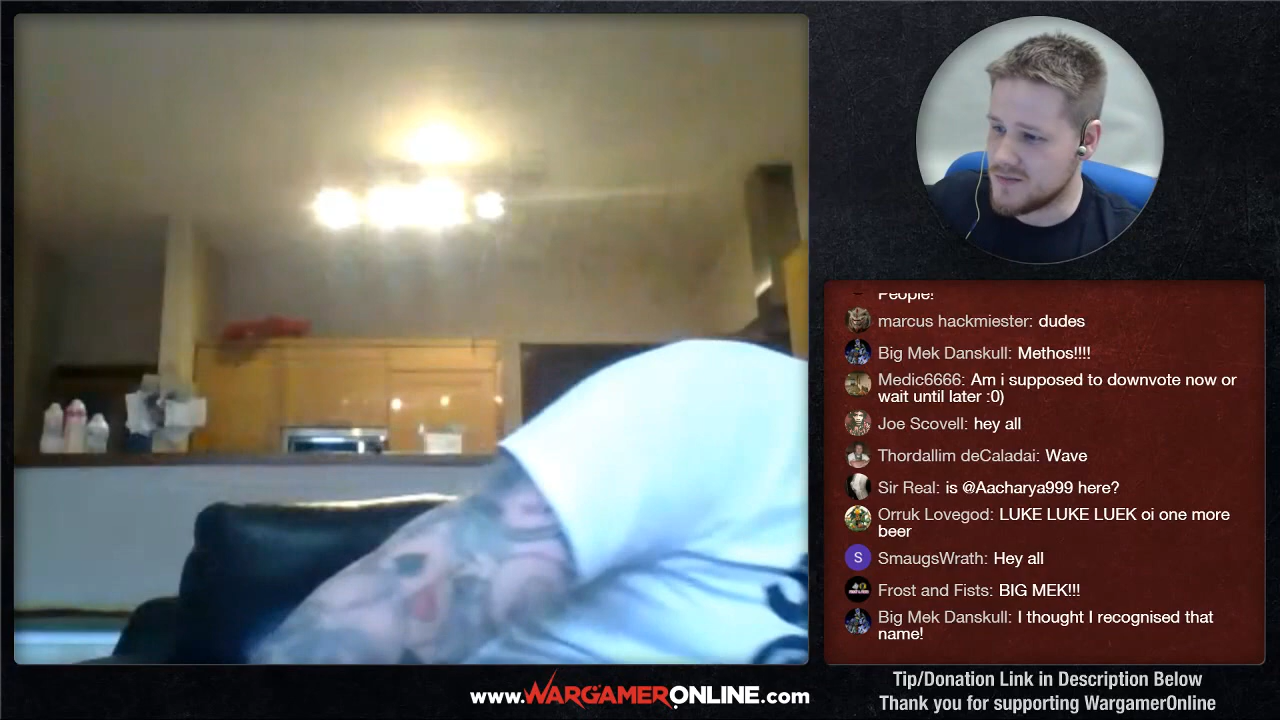 People!
marcus hackmiester: dudes
Big Mek Danskull: Methos!!!!
Medic6666: Am i supposed to downvote now or
wait until later :0)
Joe Scovell: hey all
Thordallim deCaladai: Wave
Sir Real: is @Aacharya999 here?
Orruk Lovegod: LUKE LUKE LUEK oi one more
beer
S
SmaugsWrath: Hey all
Frost and Fists: BIG MEK!!!
Big Mek Danskull: I thought I recognised that
name!
Tip/Donation Link in Description Below
Thank you for supporting WargamerOnline
www.WARGAMERONLINE.com